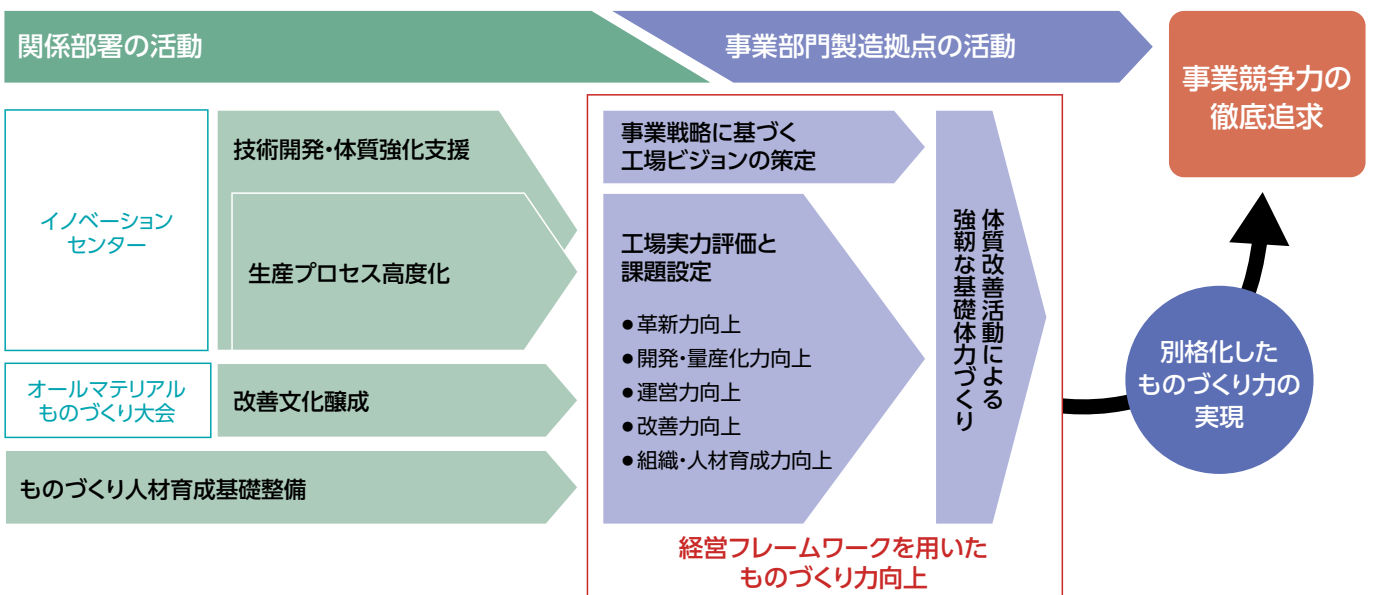 関係部署の活動
事業部門製造拠点の活動
事業競争力の
徹底追求
イノベーション
センター
技術開発・体質強化支援
生産プロセス高度化
オールマテリアル
ものづくり大会
改善文化醸成
ものづくり人材育成基礎整備
事業戦略に基づく
工場ビジョンの策定
工場実力評価と
課題設定
●革新力向上
●開発・量産化力向上
●運営力向上
●改善力向上
●組織・人材育成力向上
体質改善活動による
強靭な基礎体力づくり
経営フレームワークを用いた
ものづくり力向上
別格化した
ものづくり力の
実現